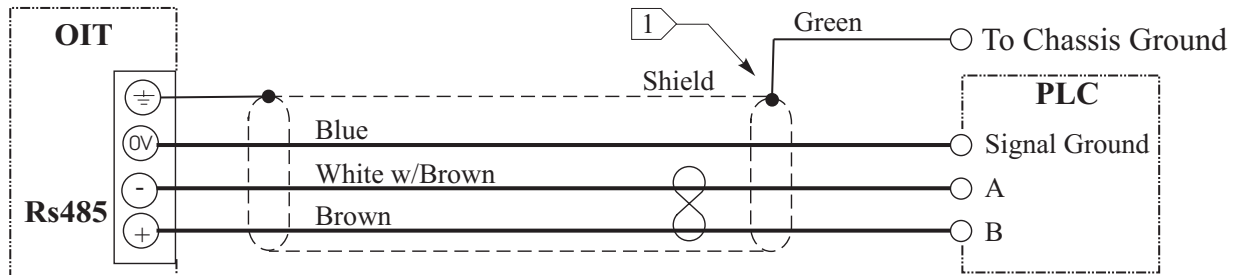 OIT
1
Green
To Chassis Ground
Shield
PLC
0V
Blue
Signal Ground
-
White w/Brown
A
Rs485
+
Brown
B